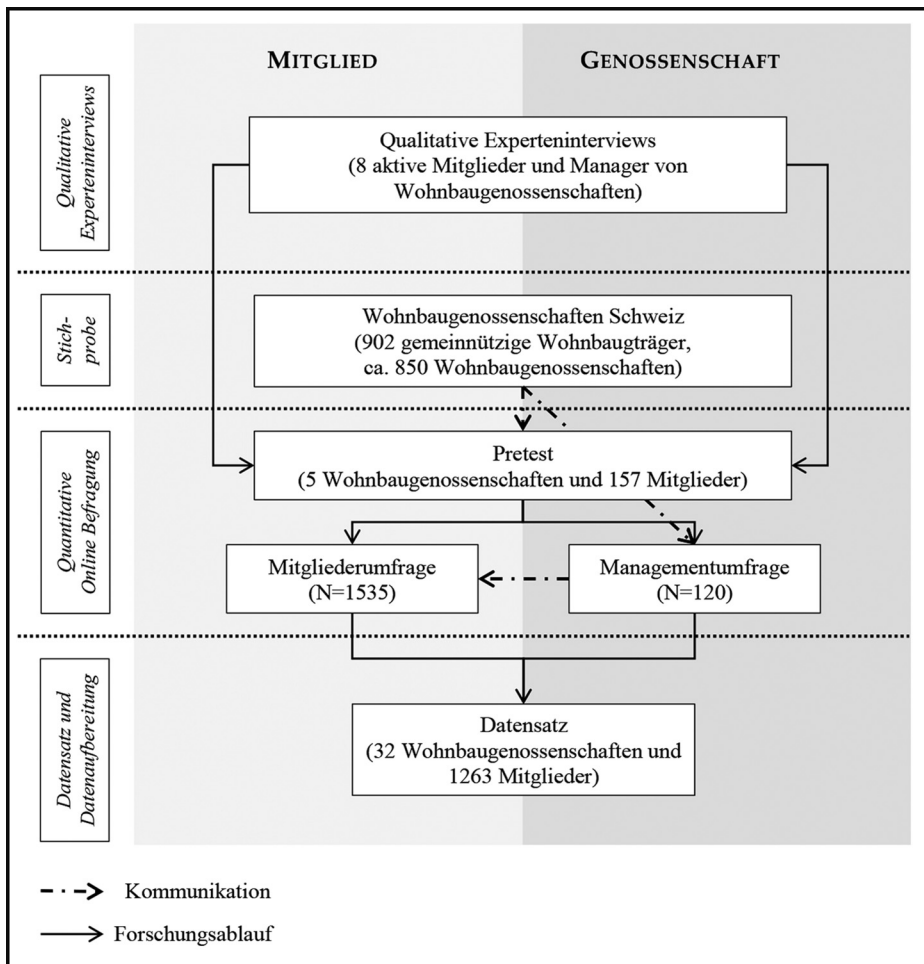 MITGLIED
GENOSSENSCHAFT
Qualitative
Experteninterviews
Qualitative Experteninterviews
(8 aktive Mitglieder und Manager von
Wohnbaugenossenschaften)
Stich-
probe
Wohnbaugenossenschaften Schweiz
(902 gemeinnützige Wohnbaugträger,
ca. 850 Wohnbaugenossenschaften)
Quantitative
Online Befragung
Pretest
(5 Wohnbaugenossenschaften und 157 Mitglieder)
Mitgliederumfrage
(N=1535)
Managementumfrage
(N=120)
Datensatz und
Datenaufbereitung
Datensatz
(32 Wohnbaugenossenschaften und
1263 Mitglieder)
Kommunikation
Forschungsablauf